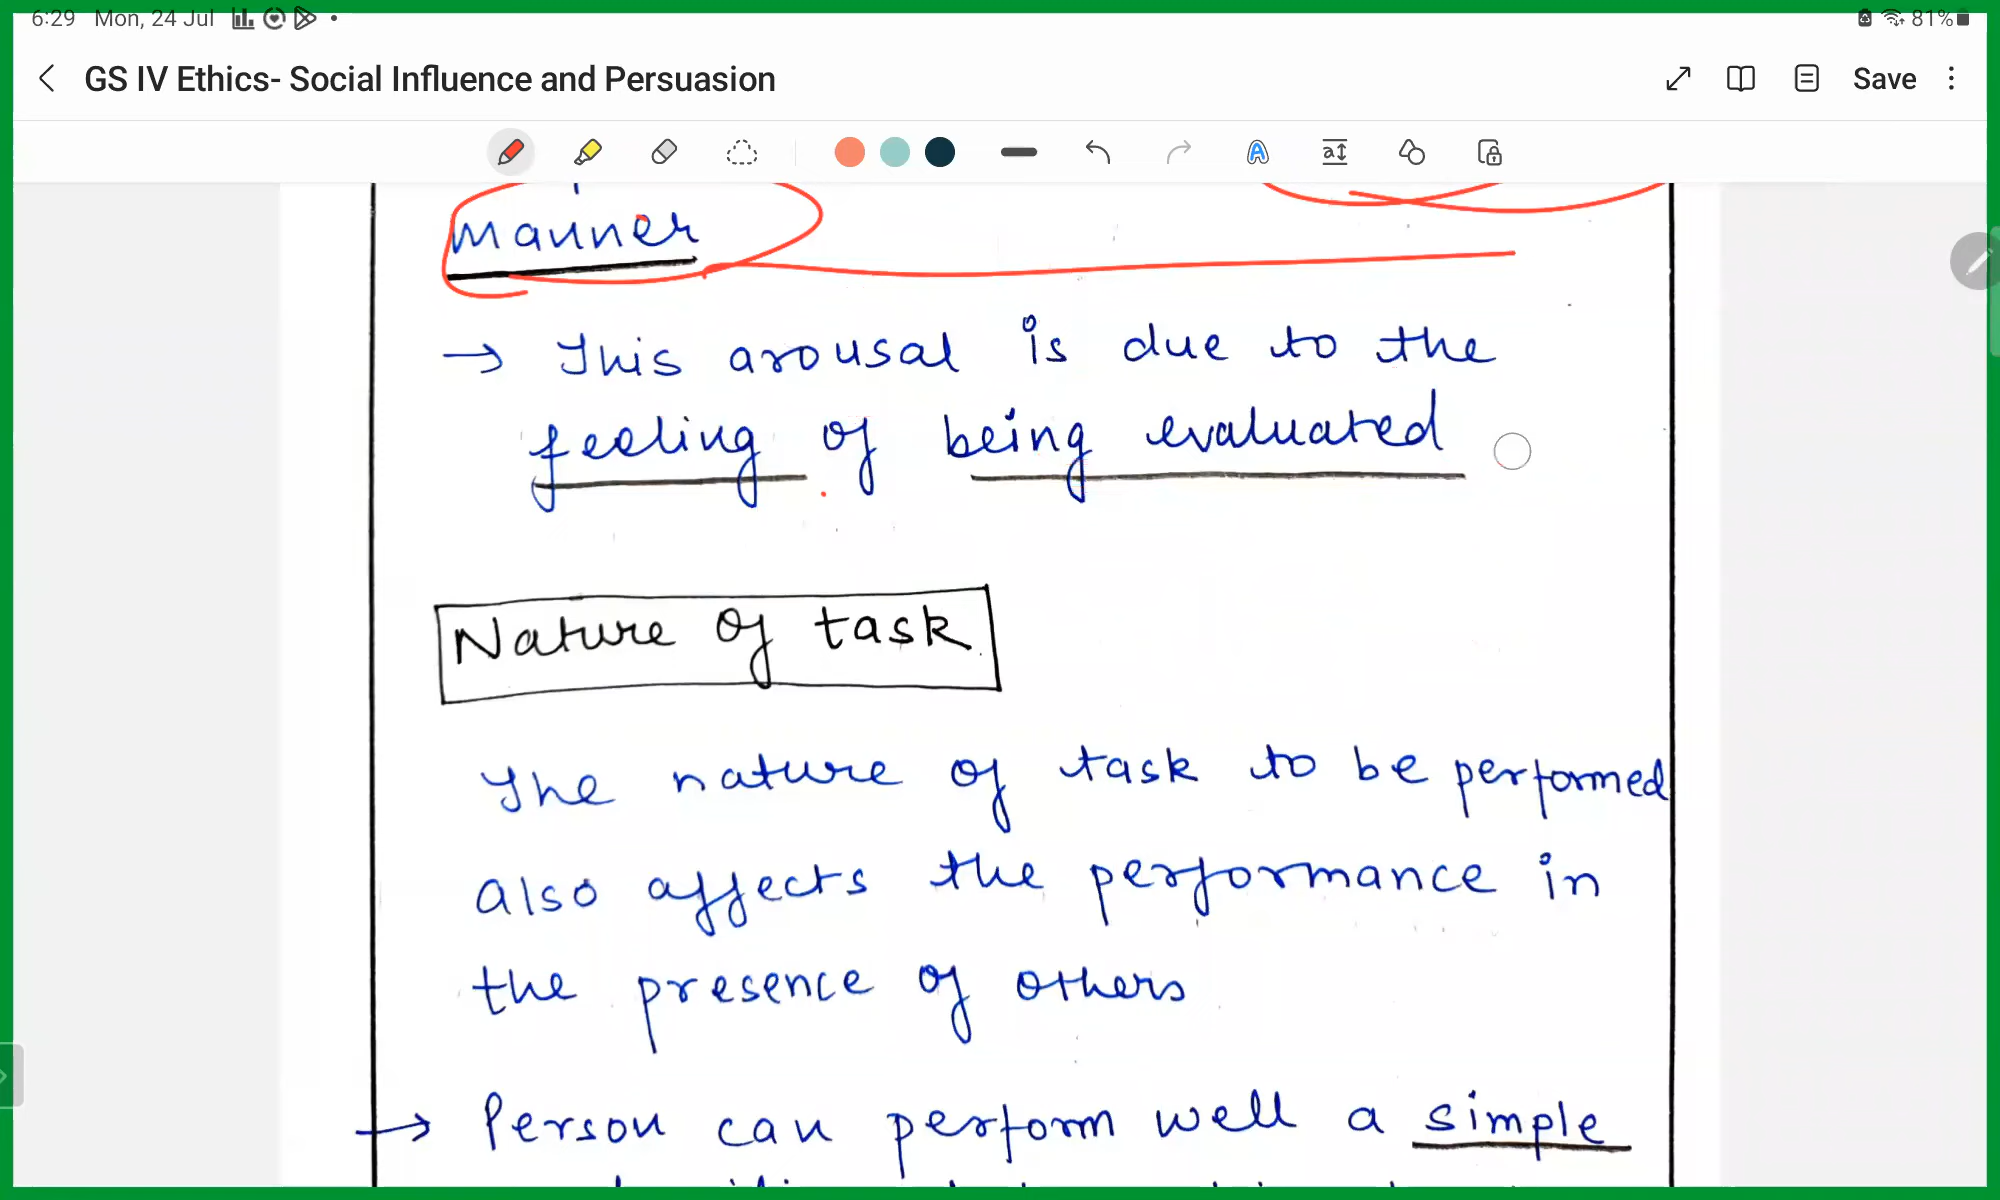 6:29 Mon, 24 Jul 81%
GS IV Ethics- Social Influence and Persuasion Save
manner
→ This arousal is due to the
feeling of being evaluated
Nature of task
The nature of task to be performed
also affects the performance in
the presence of others
→ Person can perform well a simple